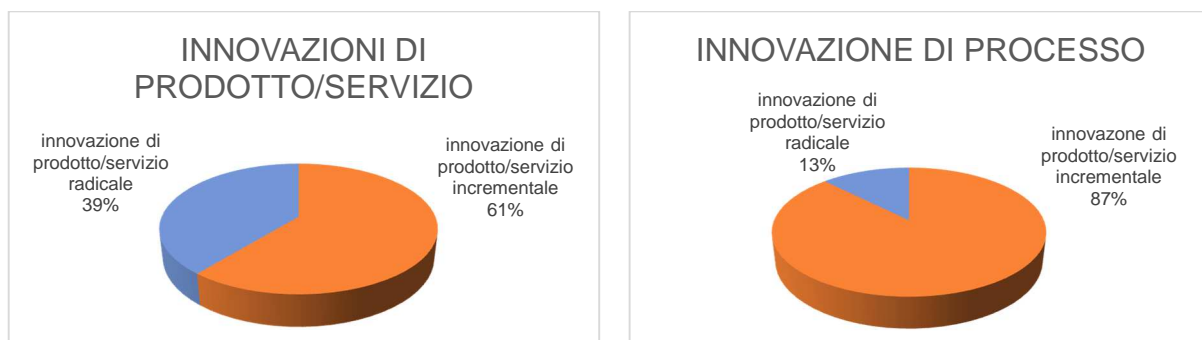 INNOVAZIONI DI
PRODOTTO/SERVIZIO
innovazione di
prodotto/servizio
radicale
39%
innovazione di
prodotto/servizio
incrementale
61%
INNOVAZIONE DI PROCESSO
innovazione di
prodotto/servizio
radicale
13%
innovazone di
prodotto/servizio
incrementale
87%